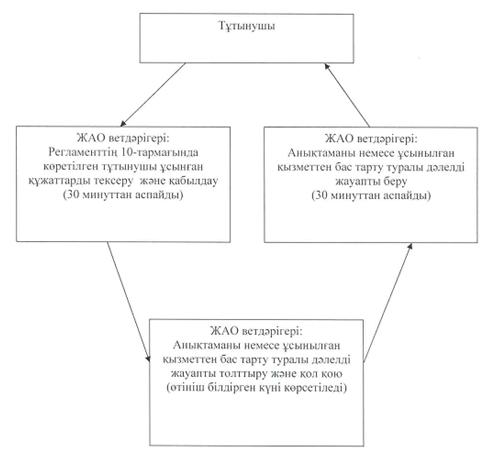 Тұтынушы
ЖАО ветдәрігері:
Регламенттің 10-тармағында
көретілген тұтынушы ұсынған
құжаттарды тексеру және қабылдау
(30 минуттан аспайды)
ЖАО ветдәрігері:
Анықтаманы немесе ұсынылған
қызметтен бас тарту туралы дәлелді
жауапты беру
(30 минуттан аспайды)
ЖАО ветдәрігері:
Анықтаманы немесе ұсынылған
қызметтен бас тарту туралы дәлелді
жауапты толттыру және қол қою
(өтініш білдірген күні көрсетіледі)